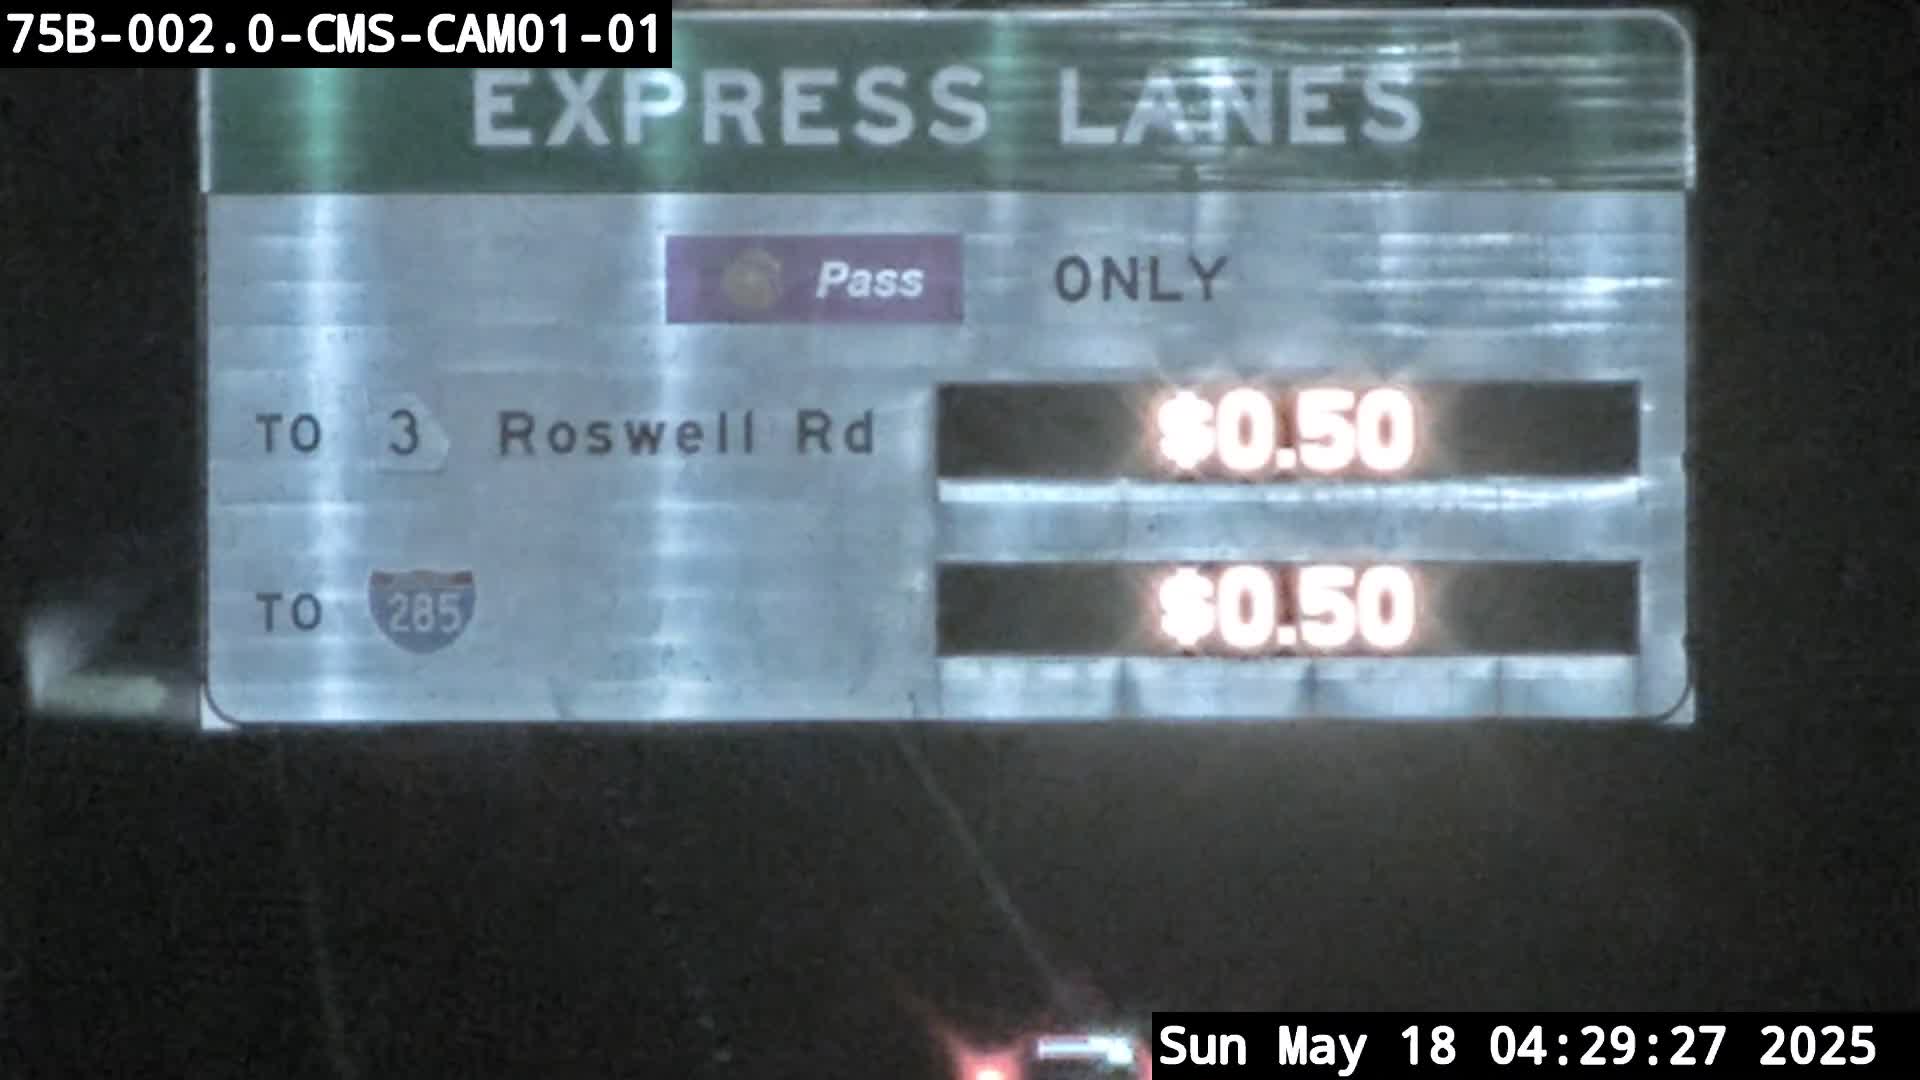 75B-002.0-CMS-CAM01-01
EXPRESS LANES
Pass ONLY
TO 3 Roswell Rd $0.50
TO 285 $0.50
Sun May 18 04:29:27 2025